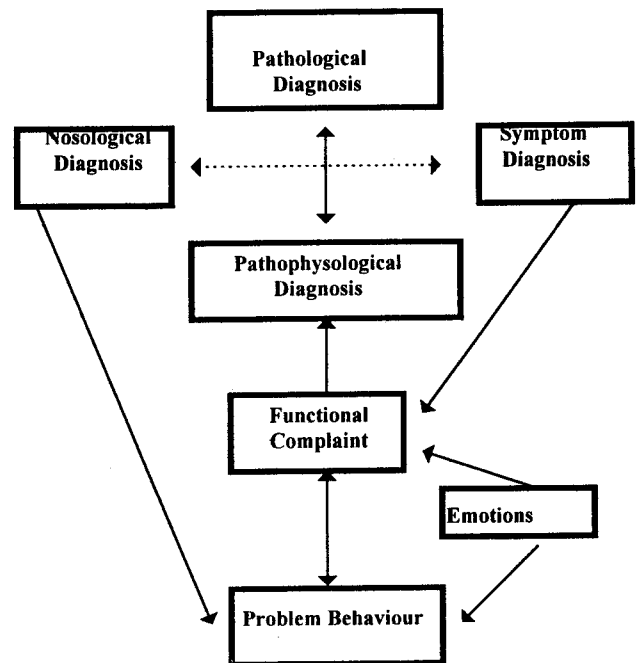 Pathological
Diagnosis
Nosological
Diagnosis
Symptom
Diagnosis
Pathophysological
Diagnosis
Functional
Complaint
Emotions
Problem Behaviour